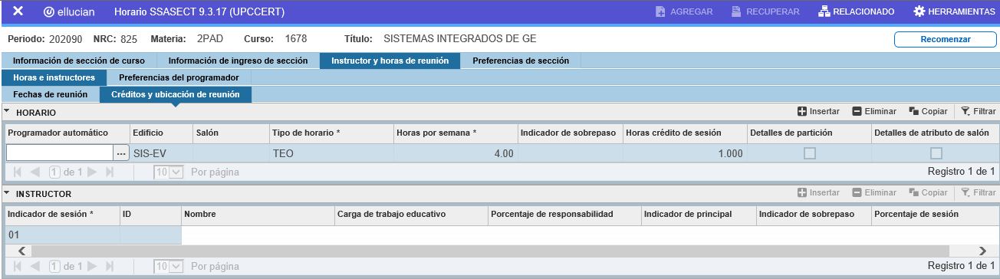 ✕ ellucian Horario SSASECT 9.3.17 (UPCCERT) AGREGAR RECUPERAR RELACIONADO HERRAMIENTAS
Periodo: 202090 NRC: 825 Materia: 2PAD Curso: 1678 Título: SISTEMAS INTEGRADOS DE GE Recomenzar
Información de sección de curso Información de ingreso de sección Instructor y horas de reunión Preferencias de sección
Horas e instructores Preferencias del programador
Fechas de reunión Créditos y ubicación de reunión
HORARIO Insertar Eliminar Copiar Filtrar
Programador automático Edificio Salón Tipo de horario * Horas por semana * Indicador de sobrepaso Horas crédito de sesión Detalles de partición Detalles de atributo de salón
... SIS-EV TEO 4.00 1.000
1 de 1 10 Por página Registro 1 de 1
INSTRUCTOR Insertar Eliminar Copiar Filtrar
Indicador de sesión * ID Nombre Carga de trabajo educativo Porcentaje de responsabilidad Indicador de principal Indicador de sobrepaso Porcentaje de sesión
01
1 de 1 10 Por página Registro 1 de 1